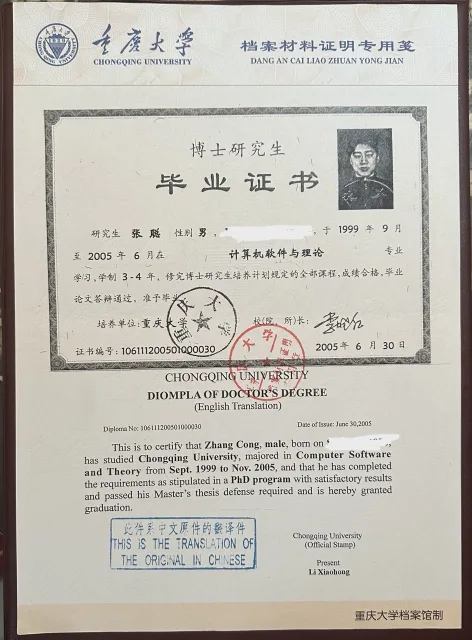 重庆大学
CHONGQING UNIVERSITY
档案材料证明专用笺
DANG AN CAI LIAO ZHUAN YONG JIAN
博士研究生
毕业证书
研究生 张聪 性别 男, 于 1999 年 9 月
至 2005 年 6 月在 计算机软件与理论 专业
学习,学制 3-4 年,修完博士研究生培养计划规定的全部课程,成绩合格,毕业
论文答辩通过,准予毕业
培养单位:重庆大学 校(院、所)长:
证书编号:106111200501000030 2005 年 6 月 30 日
CHONGQING UNIVERSITY
DIOMPLA OF DOCTOR'S DEGREE
(English Translation)
Diploma No: 106111200501000030 Date of Issue: June 30,2005
This is to certify that Zhang Cong, male, born on
has studied Chongqing University, majored in Computer Software
and Theory from Sept. 1999 to Nov. 2005, and that he has completed
the requirements as stipulated in a PhD program with satisfactory results
and passed his Master's thesis defense required and is hereby granted
graduation.
此件系中文原件的翻译件
THIS IS THE TRANSLATION OF
THE ORIGINAL IN CHINESE
Chongqing University
(Official Stamp)
Present
Li Xiaohong
重庆大学档案馆制